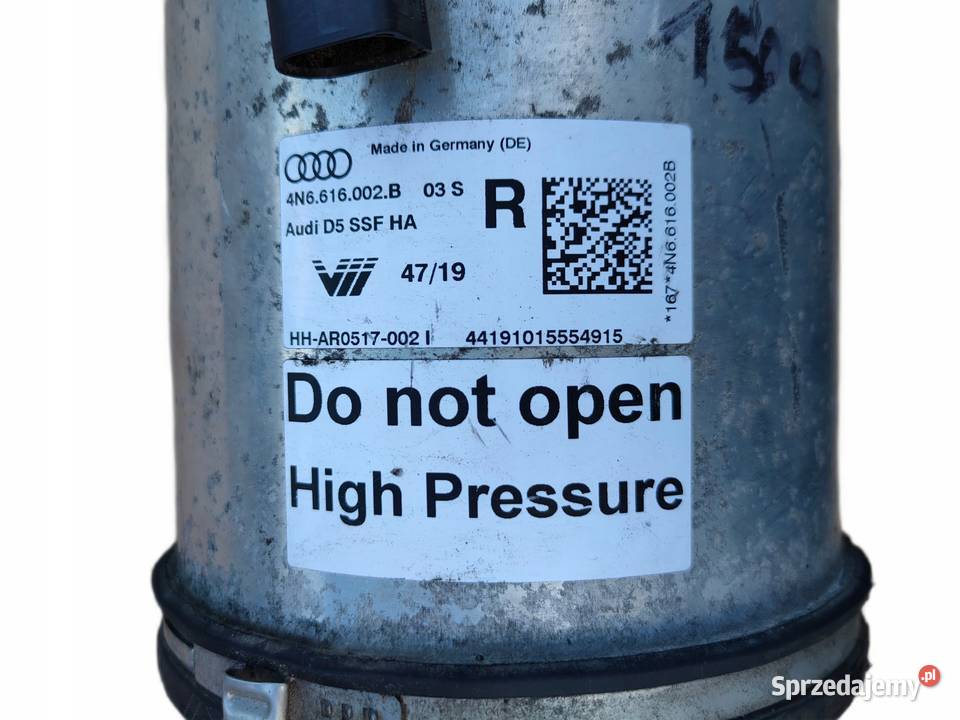 1500
Made in Germany (DE)
4N6.616.002.B 03 S R
Audi D5 SSF HA
47/19
*167*4N6.616.002B
HH-AR0517-002 I 44191015554915
Do not open
High Pressure
Sprzedajemy.pl